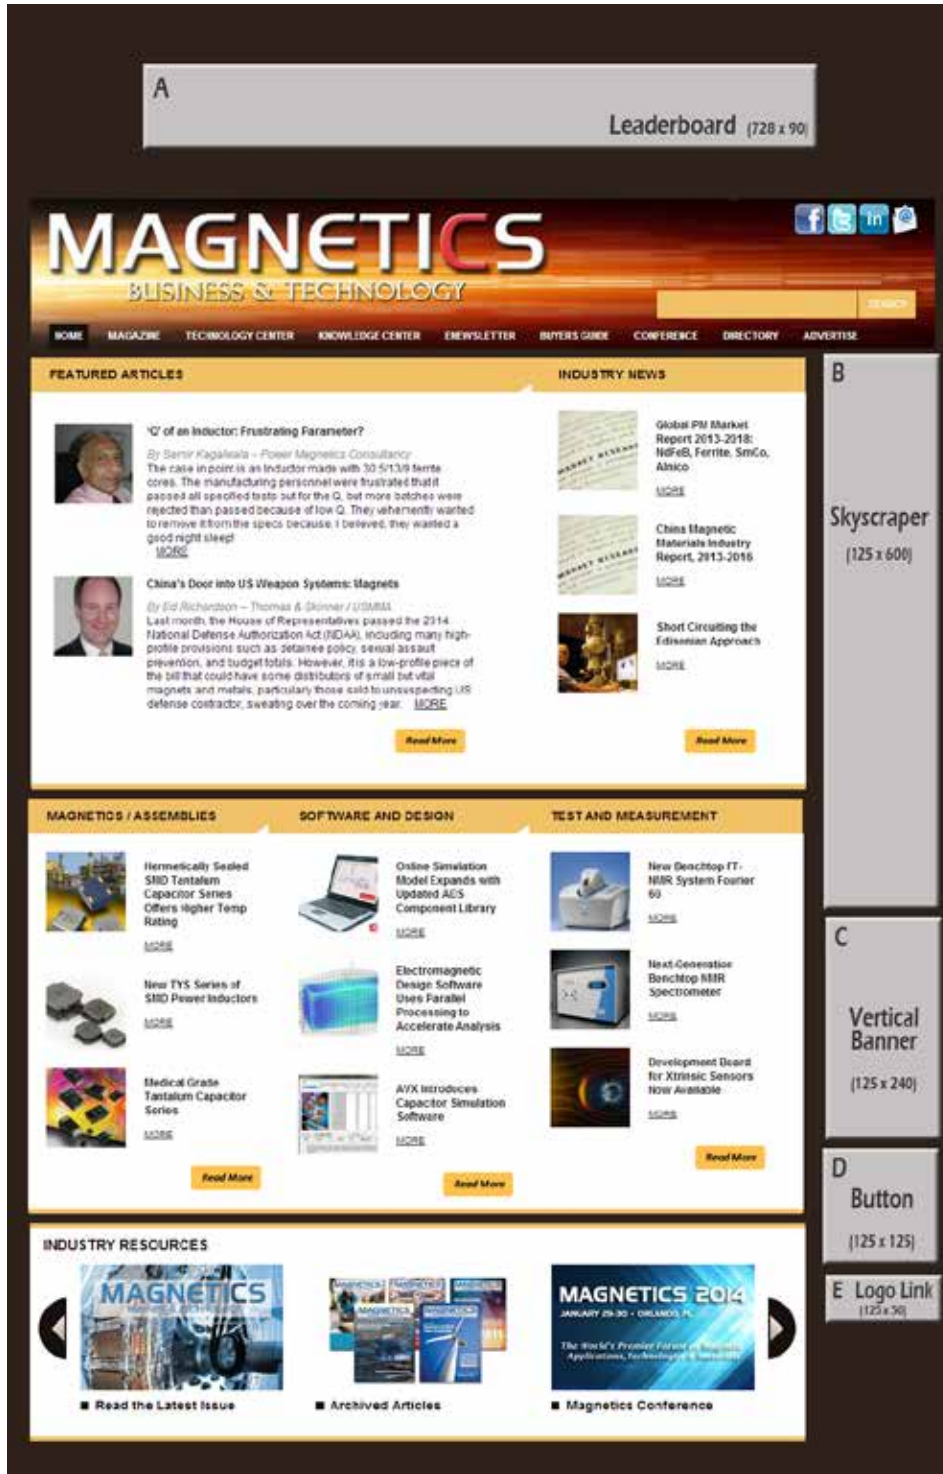 A
Leaderboard (728 x 90)
MAGNETICS
BUSINESS & TECHNOLOGY
SEARCH
HOME MAGAZINE TECHNOLOGY CENTER KNOWLEDGE CENTER ENEWSLETTER BUYERS GUIDE CONFERENCE DIRECTORY ADVERTISE
FEATURED ARTICLES
'Q' of an Inductor: Frustrating Parameter?
By Samir Kagalwala – Power Magnetics Consultancy
The case in point is an Inductor made with 30.5/13/9 ferrite
cores. The manufacturing personnel were frustrated that it
passed all specified tests but for the Q, but more batches were
rejected than passed because of low Q. They vehemently wanted
to remove it from the specs because, I believed, they wanted a
good night sleep!
MORE
China's Door into US Weapon Systems: Magnets
By Ed Richardson – Thomas & Skinner / USMMA
Last month, the House of Representatives passed the 2014
National Defense Authorization Act (NDAA), including many high-
profile provisions such as detainee policy, sexual assault
prevention, and budget totals. However, it is a low-profile piece of
the bill that could have some distributors of small but vital
magnets and metals, particularly those sold to unsuspecting US
defense contractor, sweating over the coming year. MORE
Read More
INDUSTRY NEWS
MARKET RESEARCH
Global PM Market
Report 2013-2018:
NdFeB, Ferrite, SmCo,
Alnico
MORE
MARKET RESEARCH
China Magnetic
Materials Industry
Report, 2013-2016
MORE
Short Circuiting the
Edisonian Approach
MORE
Read More
B
Skyscraper
(125 x 600)
MAGNETICS / ASSEMBLIES
Hermetically Sealed
SMD Tantalum
Capacitor Series
Offers Higher Temp
Rating
MORE
New TYS Series of
SMD Power Inductors
MORE
Medical Grade
Tantalum Capacitor
Series
MORE
Read More
SOFTWARE AND DESIGN
Online Simulation
Model Expands with
Updated ADS
Component Library
MORE
Electromagnetic
Design Software
Uses Parallel
Processing to
Accelerate Analysis
MORE
AVX Introduces
Capacitor Simulation
Software
MORE
Read More
TEST AND MEASUREMENT
New Benchtop FT-
NMR System Fourier
60
MORE
Next-Generation
Benchtop NMR
Spectrometer
MORE
Development Board
for Xtrinsic Sensors
Now Available
MORE
Read More
C
Vertical
Banner
(125 x 240)
D
Button
(125 x 125)
E Logo Link
(125 x 50)
INDUSTRY RESOURCES
MAGNETICS
Read the Latest Issue
MAGNETICS
MAGNETICS
Archived Articles
MAGNETICS 2014
JANUARY 29-30 • ORLANDO, FL
The World's Premier Forum
Applications,
Magnetics Conference